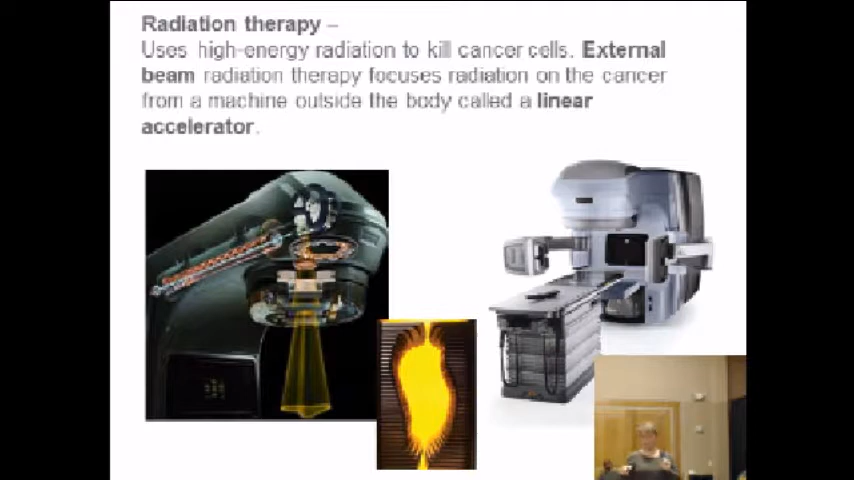 Radiation therapy –
Uses high-energy radiation to kill cancer cells. External
beam radiation therapy focuses radiation on the cancer
from a machine outside the body called a linear
accelerator.